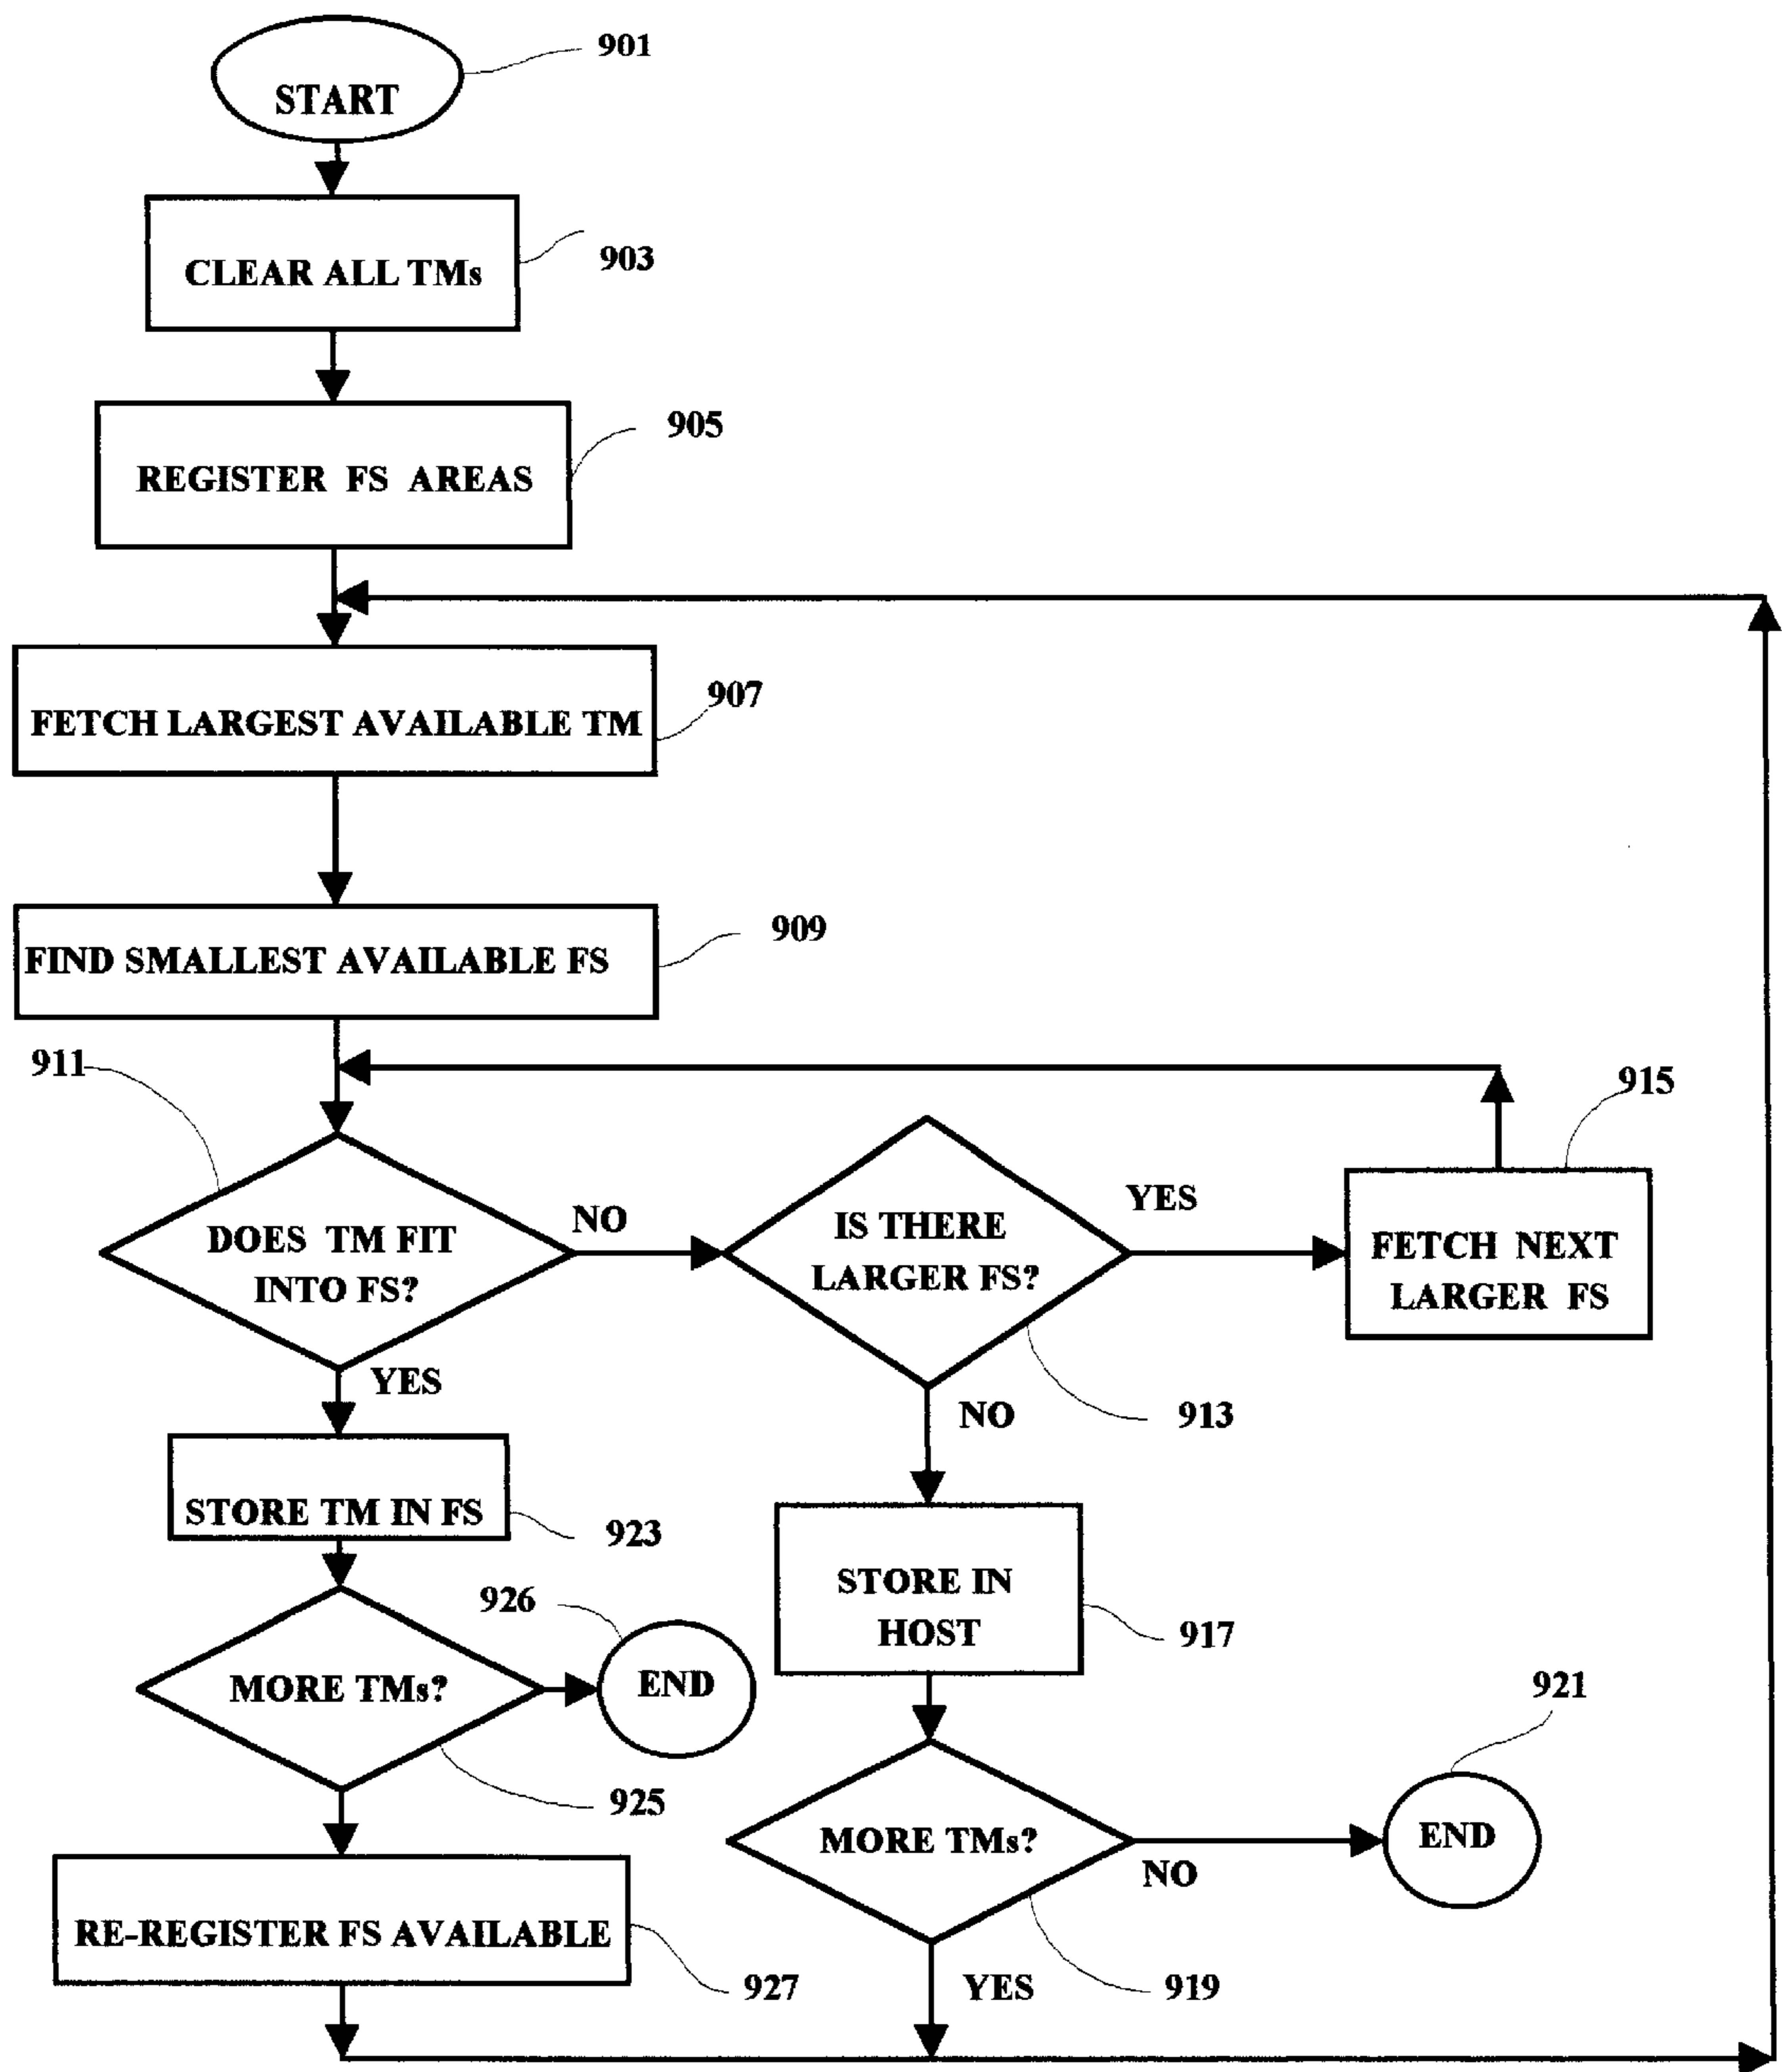 901
START
903
CLEAR ALL TMs
905
REGISTER FS AREAS
907
FETCH LARGEST AVAILABLE TM
909
FIND SMALLEST AVAILABLE FS
911
915
DOES TM FIT
INTO FS?
NO
IS THERE
LARGER FS?
YES
FETCH NEXT
LARGER FS
YES
NO
913
STORE TM IN FS
923
STORE IN
HOST
917
926
MORE TMs?
END
925
921
MORE TMs?
NO
END
RE-REGISTER FS AVAILABLE
927
YES
919